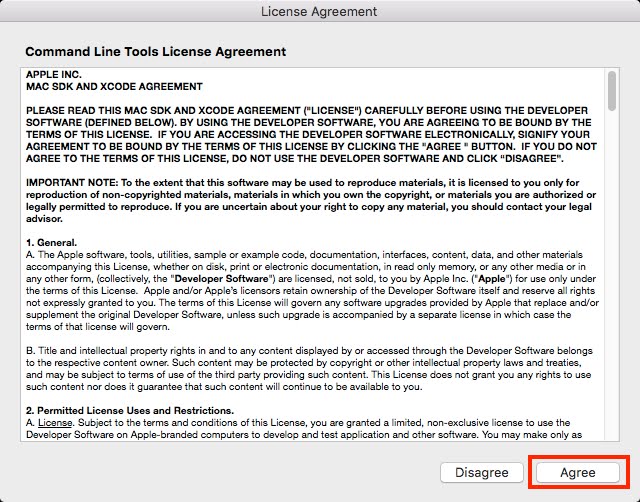 License Agreement
Command Line Tools License Agreement
APPLE INC.
MAC SDK AND XCODE AGREEMENT
PLEASE READ THIS MAC SDK AND XCODE AGREEMENT ("LICENSE") CAREFULLY BEFORE USING THE DEVELOPER
SOFTWARE (DEFINED BELOW). BY USING THE DEVELOPER SOFTWARE, YOU ARE AGREEING TO BE BOUND BY THE
TERMS OF THIS LICENSE.  IF YOU ARE ACCESSING THE DEVELOPER SOFTWARE ELECTRONICALLY, SIGNIFY YOUR
AGREEMENT TO BE BOUND BY THE TERMS OF THIS LICENSE BY CLICKING THE "AGREE " BUTTON.  IF YOU DO NOT
AGREE TO THE TERMS OF THIS LICENSE, DO NOT USE THE DEVELOPER SOFTWARE AND CLICK “DISAGREE”.
IMPORTANT NOTE: To the extent that this software may be used to reproduce materials, it is licensed to you only for
reproduction of non-copyrighted materials, materials in which you own the copyright, or materials you are authorized or
legally permitted to reproduce. If you are uncertain about your right to copy any material, you should contact your legal
advisor.
1. General.
A. The Apple software, tools, utilities, sample or example code, documentation, interfaces, content, data, and other materials
accompanying this License, whether on disk, print or electronic documentation, in read only memory, or any other media or in
any other form, (collectively, the "Developer Software") are licensed, not sold, to you by Apple Inc. ("Apple") for use only under
the terms of this License.  Apple and/or Apple's licensors retain ownership of the Developer Software itself and reserve all rights
not expressly granted to you. The terms of this License will govern any software upgrades provided by Apple that replace and/or
supplement the original Developer Software, unless such upgrade is accompanied by a separate license in which case the
terms of that license will govern.
B. Title and intellectual property rights in and to any content displayed by or accessed through the Developer Software belongs
to the respective content owner. Such content may be protected by copyright or other intellectual property laws and treaties,
and may be subject to terms of use of the third party providing such content. This License does not grant you any rights to use
such content nor does it guarantee that such content will continue to be available to you.
2. Permitted License Uses and Restrictions.
A. License. Subject to the terms and conditions of this License, you are granted a limited, non-exclusive license to use the
Developer Software on Apple-branded computers to develop and test application and other software. You may make only as
Disagree
Agree